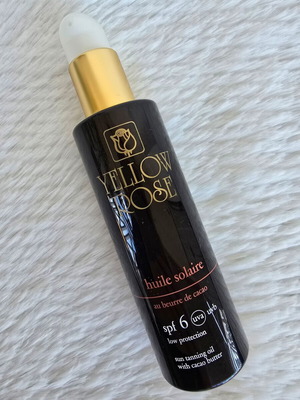 YELLOW
ROSE
huile solaire
au beurre de cacao
spf 6 uva uvb
low protection
sun tanning oil
with cacao butter